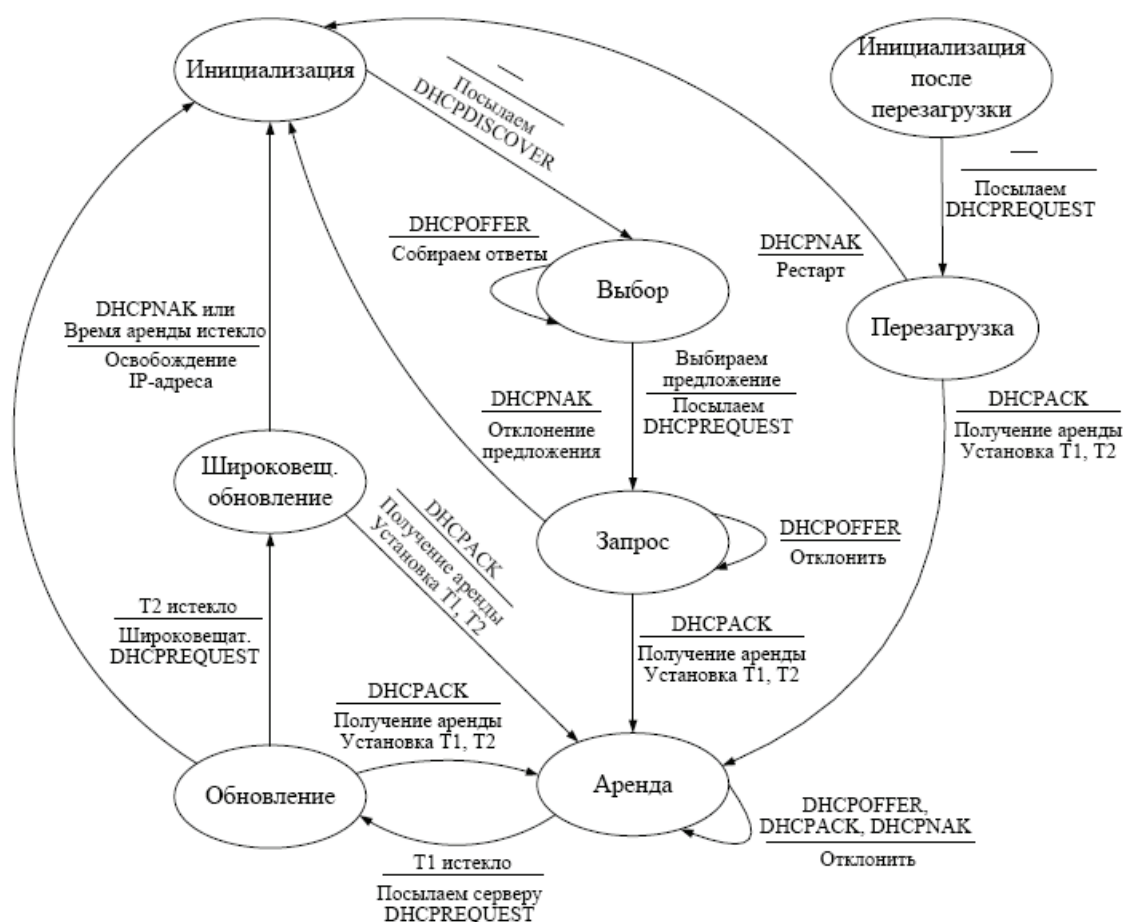 Инициализация
Инициализация
после
перезагрузки
—
Посылаем
DHCPDISCOVER
—
Посылаем
DHCPREQUEST
DHCPOFFER
Собираем ответы
Выбор
DHCPNAK
Рестарт
Перезагрузка
DHCPNAK или
Время аренды истекло
Освобождение
IP-адреса
Выбираем
предложение
Посылаем
DHCPREQUEST
DHCPNAK
Отклонение
предложения
DHCPACK
Получение аренды
Установка T1, T2
Широковещ.
обновление
DHCPACK
Получение аренды
Установка T1, T2
Запрос
DHCPOFFER
Отклонить
T2 истекло
Широковещат.
DHCPREQUEST
DHCPACK
Получение аренды
Установка T1, T2
DHCPACK
Получение аренды
Установка T1, T2
Обновление
Аренда
DHCPOFFER,
DHCPACK, DHCPNAK
Отклонить
T1 истекло
Посылаем серверу
DHCPREQUEST